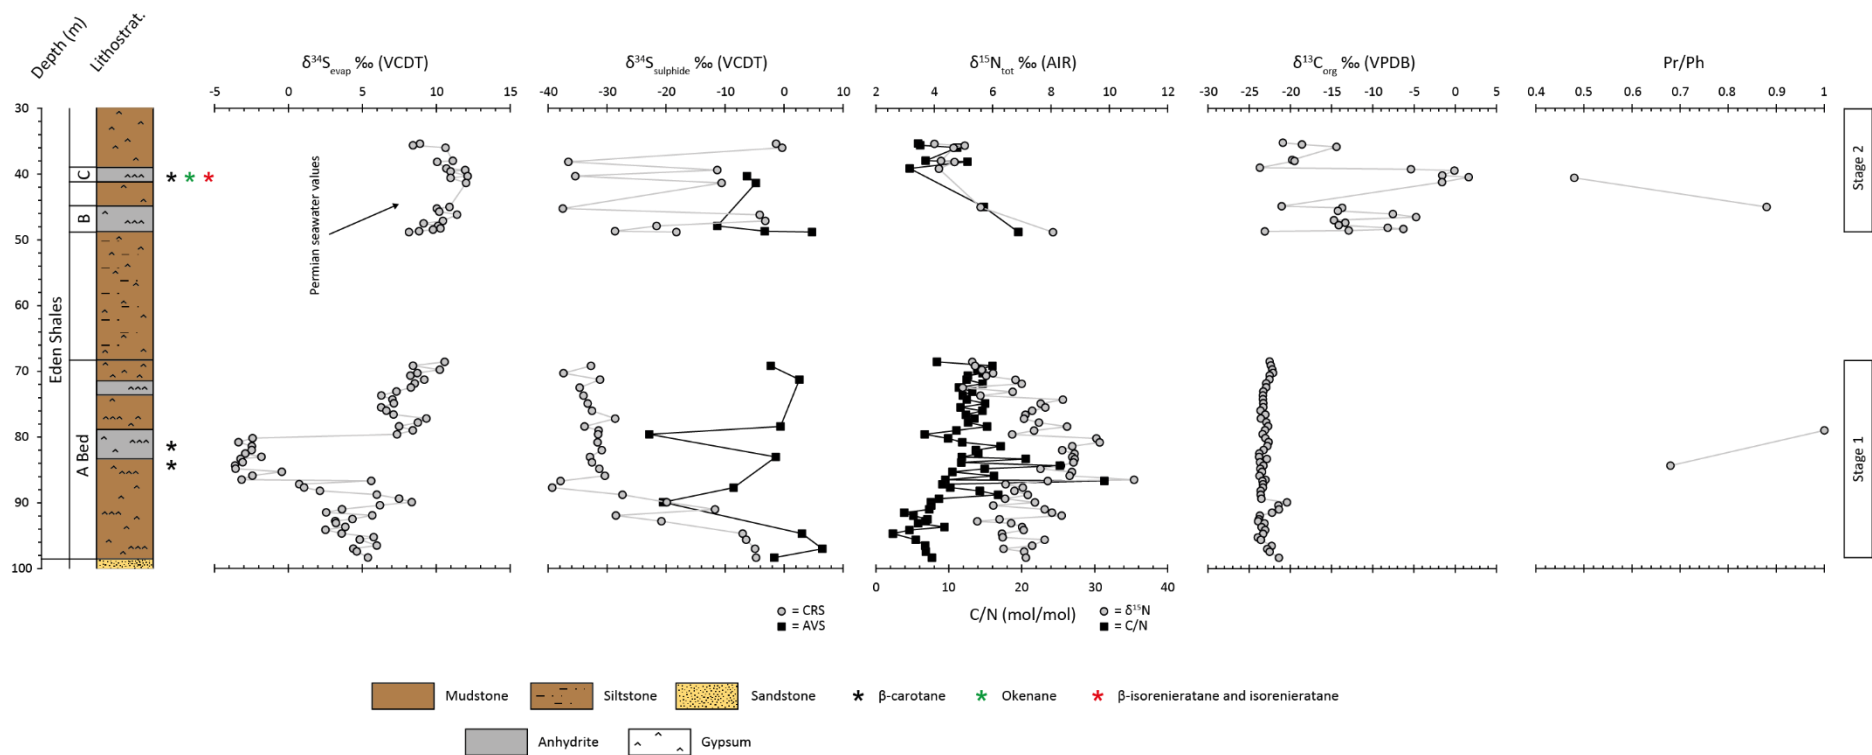 Depth (m)
Lithostrat.
δ³⁴S_evap ‰ (VCDT)
δ³⁴S_sulphide ‰ (VCDT)
δ¹⁵N_tot ‰ (AIR)
δ¹³C_org ‰ (VPDB)
Pr/Ph
-5 0 5 10 15
-40 -30 -20 -10 0 10
2 4 6 8 10 12
-30 -25 -20 -15 -10 -5 0 5
0.4 0.5 0.6 0.7 0.8 0.9 1
30
40
50
60
70
80
90
100
Eden Shales
C
B
A Bed
* * *
*
*
Permian seawater values
Stage 2
Stage 1
0 10 20 30 40
C/N (mol/mol)
= CRS
= AVS
= δ¹⁵N
= C/N
Mudstone
Siltstone
Sandstone
* β-carotane
* Okenane
* β-isorenieratane and isorenieratane
Anhydrite
Gypsum